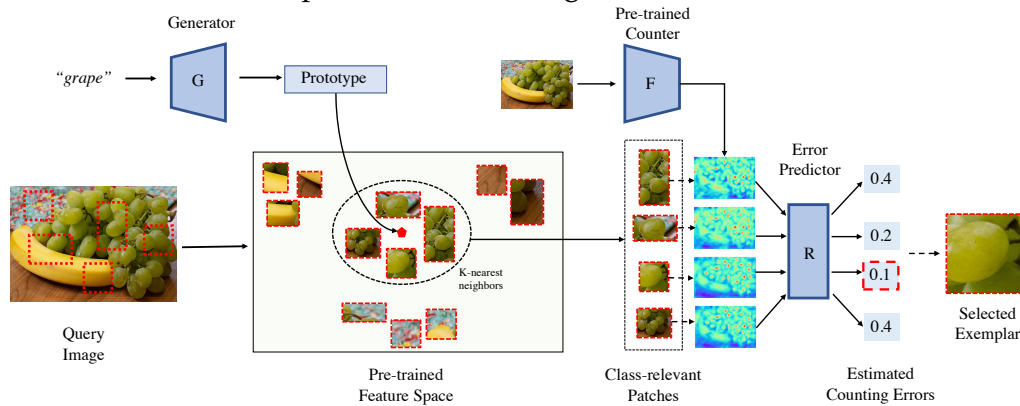 Generator
Pre-trained
Counter
"grape"
G
Prototype
F
Error
Predictor
0.4
0.2
K-nearest
neighbors
R
0.1
0.4
Query
Image
Selected
Exemplar
Pre-trained
Feature Space
Class-relevant
Patches
Estimated
Counting Errors